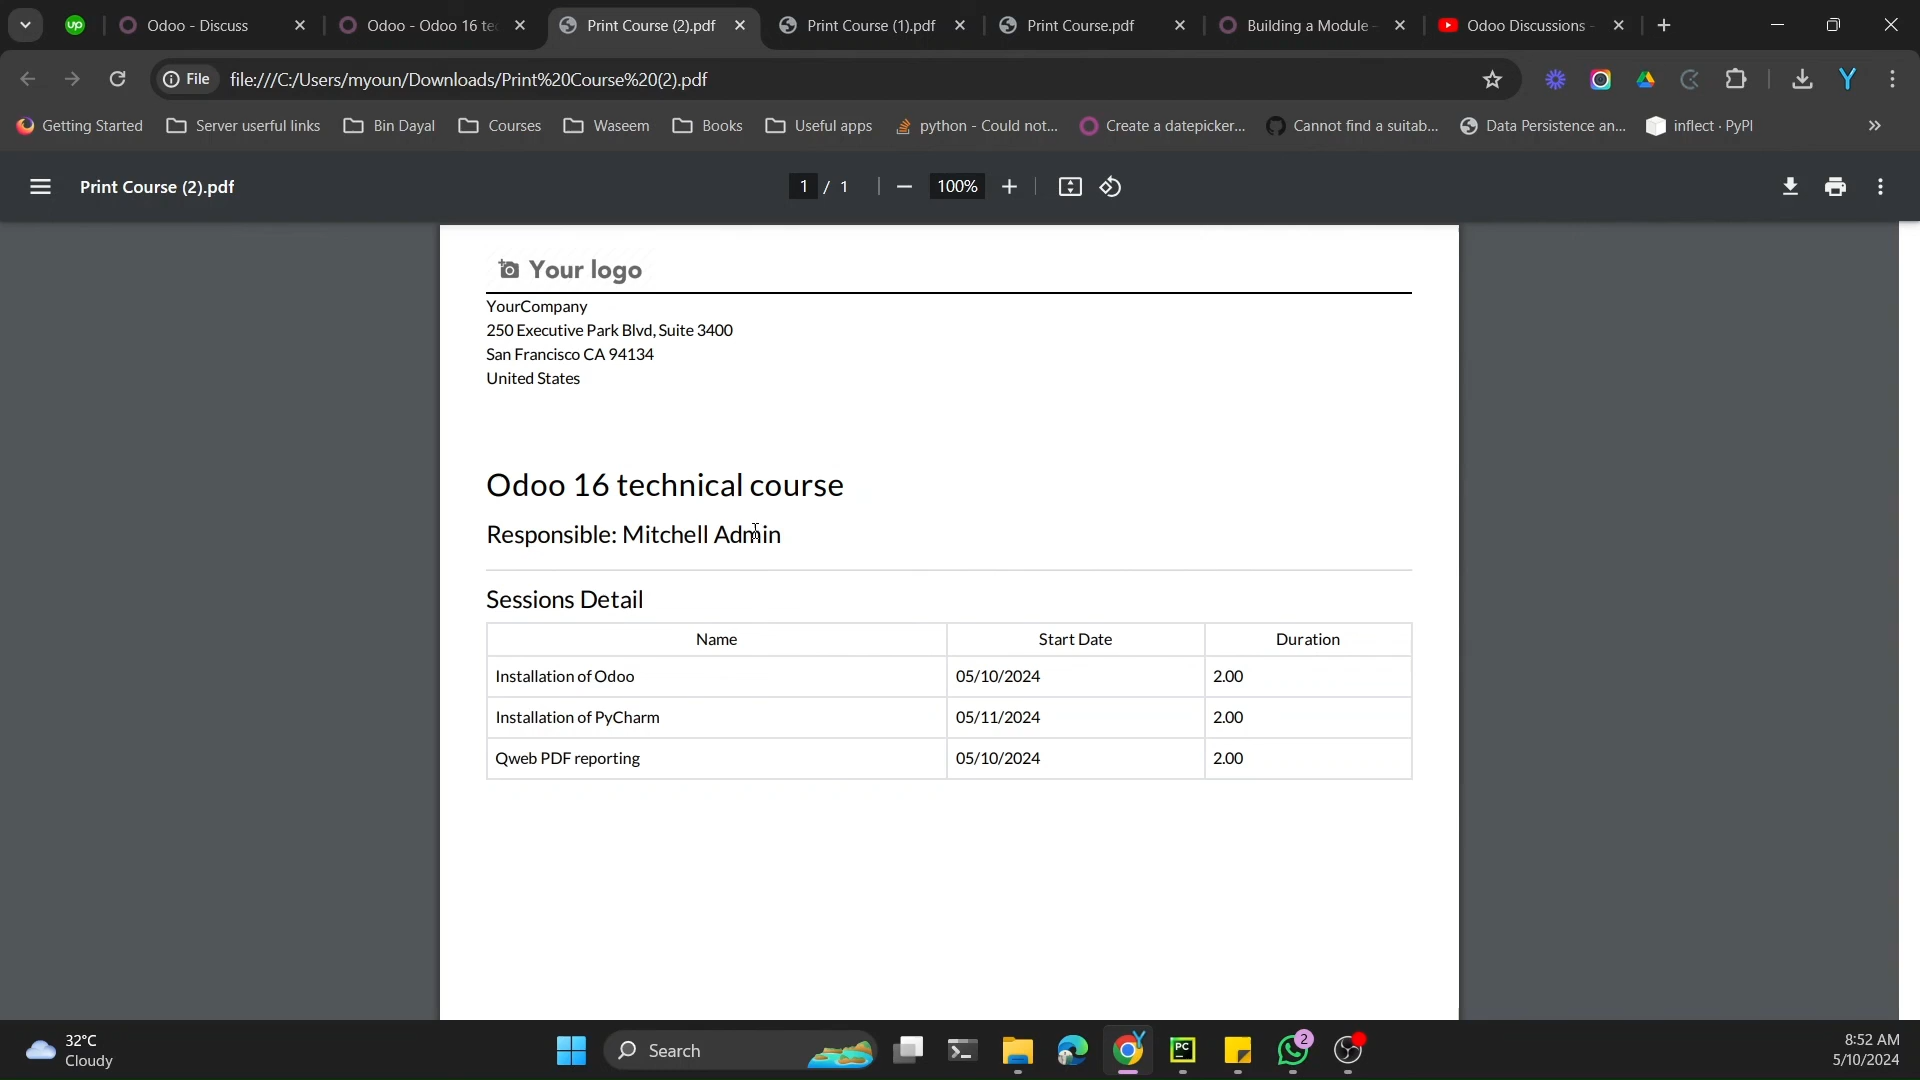 up
Odoo - Discuss
Odoo - Odoo 16 te
Print Course (2).pdf
Print Course (1).pdf
Print Course.pdf
Building a Module -
Odoo Discussions -
File
file:///C:/Users/myoun/Downloads/Print%20Course%20(2).pdf
Y
Getting Started
Server userful links
Bin Dayal
Courses
Waseem
Books
Useful apps
python - Could not...
Create a datepicker...
Cannot find a suitab...
Data Persistence an...
inflect · PyPI
»
Print Course (2).pdf
1 / 1
100%
Your logo
YourCompany
250 Executive Park Blvd, Suite 3400
San Francisco CA 94134
United States
Odoo 16 technical course
Responsible: Mitchell Admin
Sessions Detail
Name Start Date Duration
Installation of Odoo 05/10/2024 2.00
Installation of PyCharm 05/11/2024 2.00
Qweb PDF reporting 05/10/2024 2.00
32°C
Cloudy
Search
Y
PC
2
8:52 AM
5/10/2024